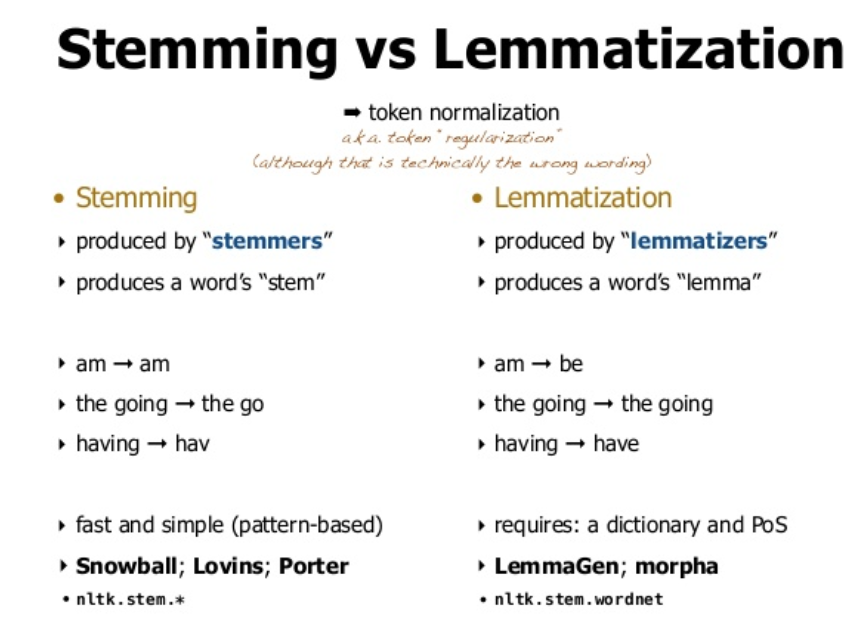 Stemming vs Lemmatization
➡ token normalization
a.k.a. token "regularization"
(although that is technically the wrong wording)
• Stemming
‣ produced by “stemmers”
‣ produces a word’s “stem”
‣ am → am
‣ the going → the go
‣ having → hav
‣ fast and simple (pattern-based)
‣ Snowball; Lovins; Porter
• nltk.stem.*
• Lemmatization
‣ produced by “lemmatizers”
‣ produces a word’s “lemma”
‣ am → be
‣ the going → the going
‣ having → have
‣ requires: a dictionary and PoS
‣ LemmaGen; morpha
• nltk.stem.wordnet